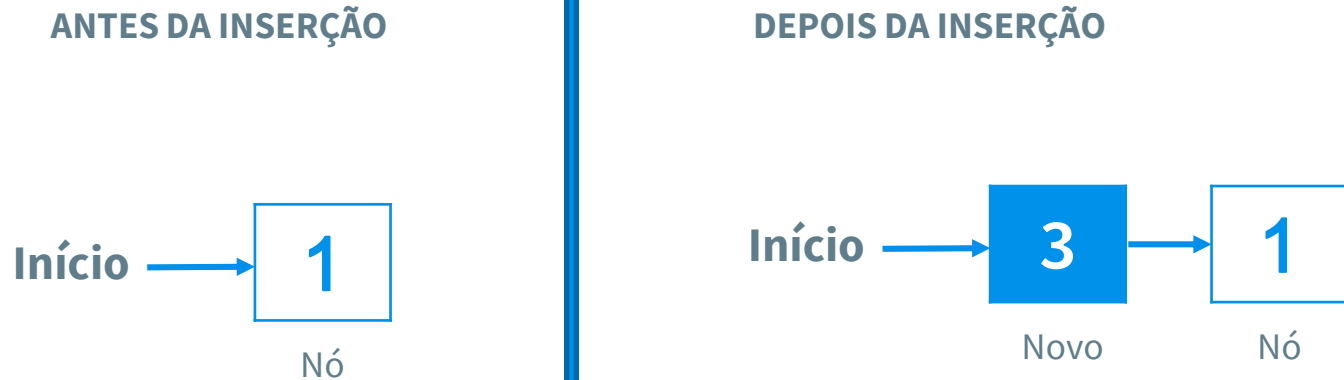 ANTES DA INSERÇÃO
Início
1
Nó
DEPOIS DA INSERÇÃO
Início
3
1
Novo
Nó